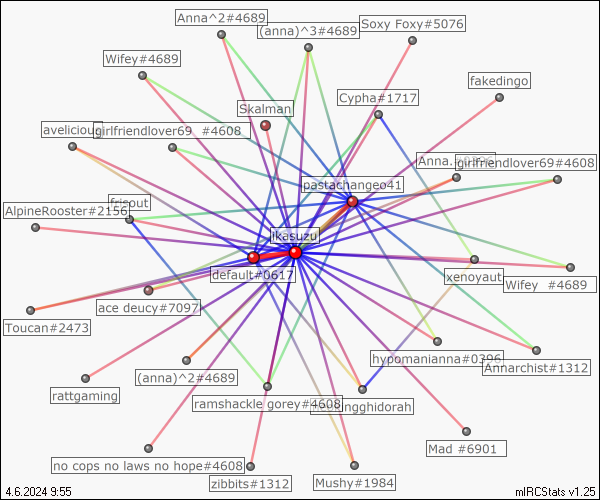 Anna^2#4689
(anna)^3#4689
Soxy Foxy#5076
Wifey#4689
fakedingo
Cypha#1717
Skalman
avelicious
girlfriendlover69 #4608
Anna.
girlfriendlover69#4608
pastachangeo41
frisout
AlpineRooster#2156
ikasuzu
default#0617
xenoyaut
Wifey #4689
ace deucy#7097
Toucan#2473
hypomanianna#0396
Annarchist#1312
(anna)^2#4689
rattgaming
ramshackle gorey#4608
Mad #6901
no cops no laws no hope#4608
zibbits#1312
Mushy#1984
4.6.2024 9:55
mIRCStats v1.25